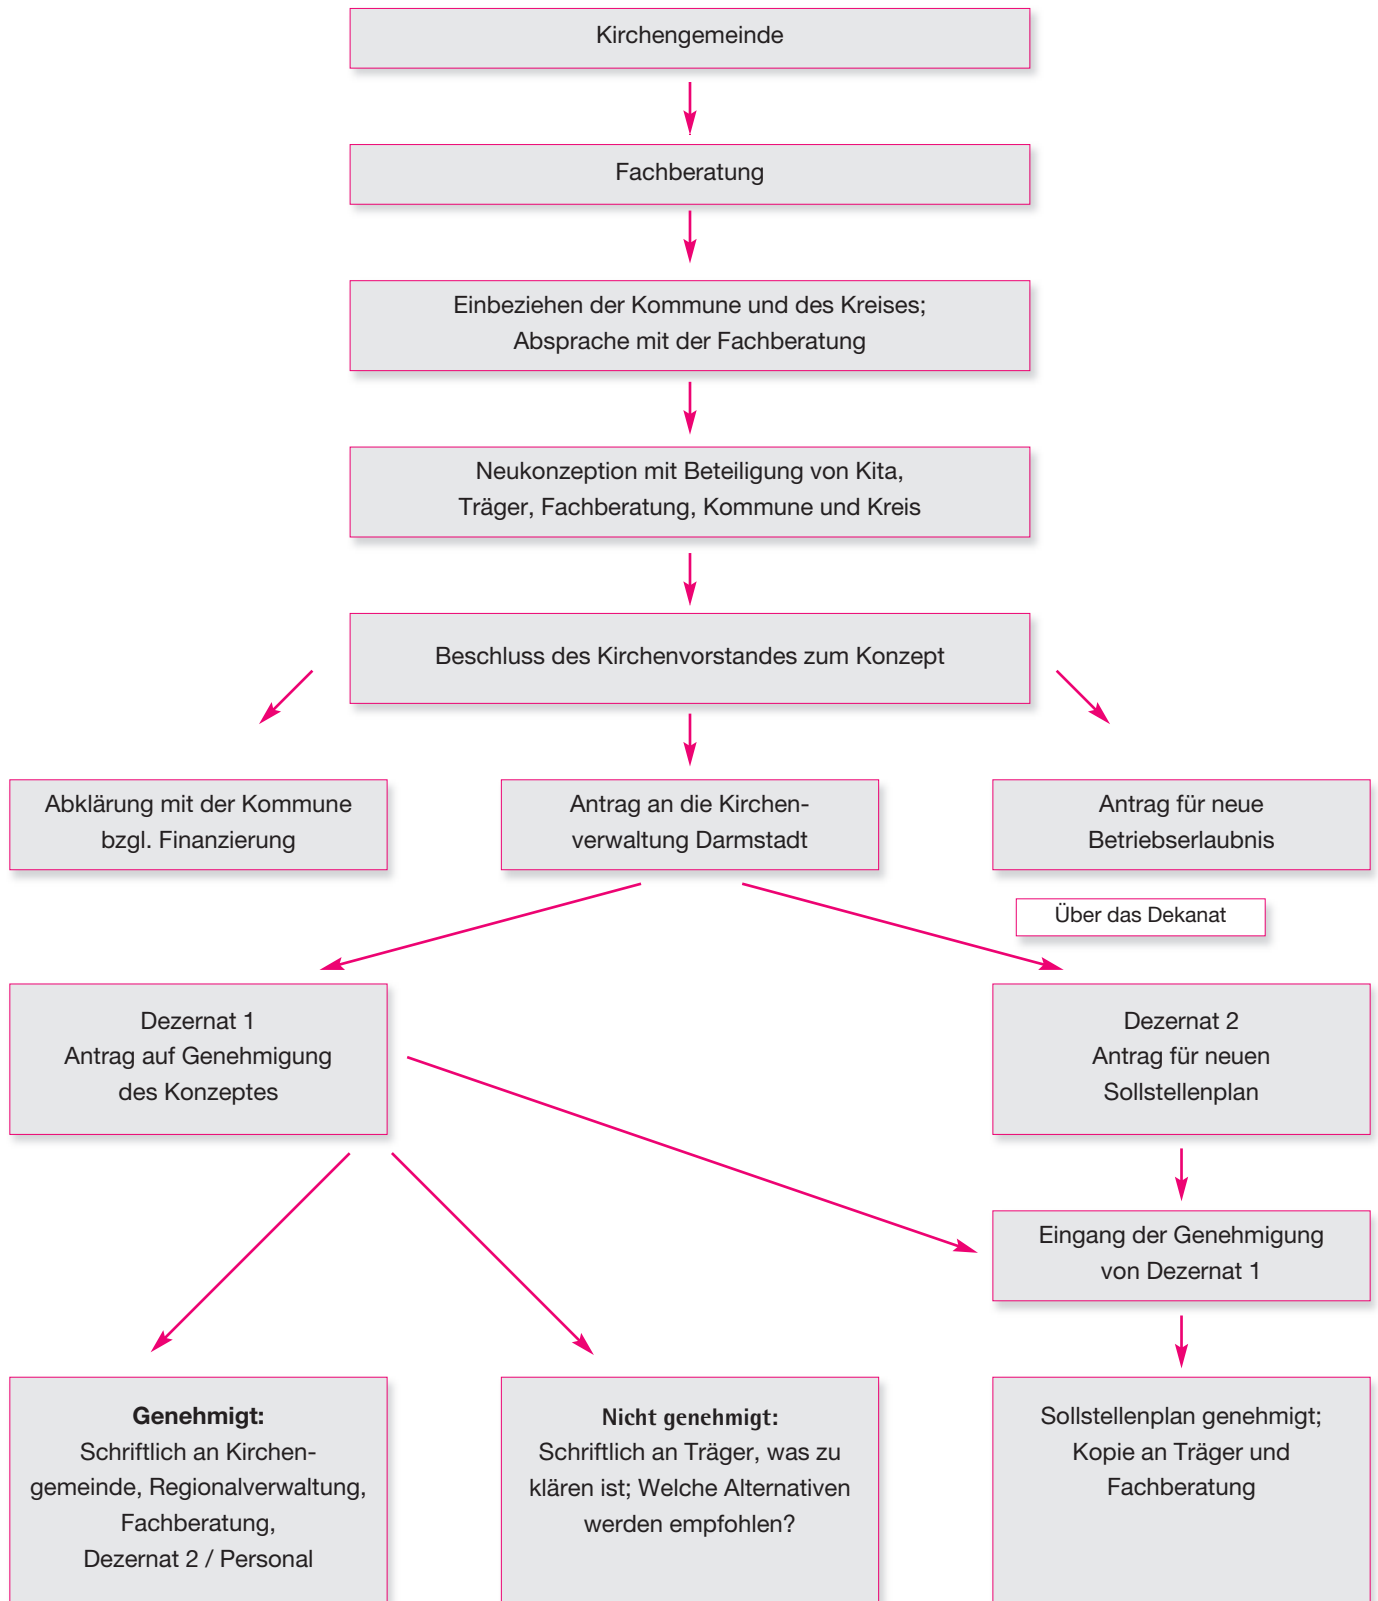 Kirchengemeinde
Fachberatung
Einbeziehen der Kommune und des Kreises;
Absprache mit der Fachberatung
Neukonzeption mit Beteiligung von Kita,
Träger, Fachberatung, Kommune und Kreis
Beschluss des Kirchenvorstandes zum Konzept
Abklärung mit der Kommune
bzgl. Finanzierung
Antrag an die Kirchen-
verwaltung Darmstadt
Antrag für neue
Betriebserlaubnis
Über das Dekanat
Dezernat 1
Antrag auf Genehmigung
des Konzeptes
Dezernat 2
Antrag für neuen
Sollstellenplan
Eingang der Genehmigung
von Dezernat 1
Genehmigt:
Schriftlich an Kirchen-
gemeinde, Regionalverwaltung,
Fachberatung,
Dezernat 2 / Personal
Nicht genehmigt:
Schriftlich an Träger, was zu
klären ist; Welche Alternativen
werden empfohlen?
Sollstellenplan genehmigt;
Kopie an Träger und
Fachberatung